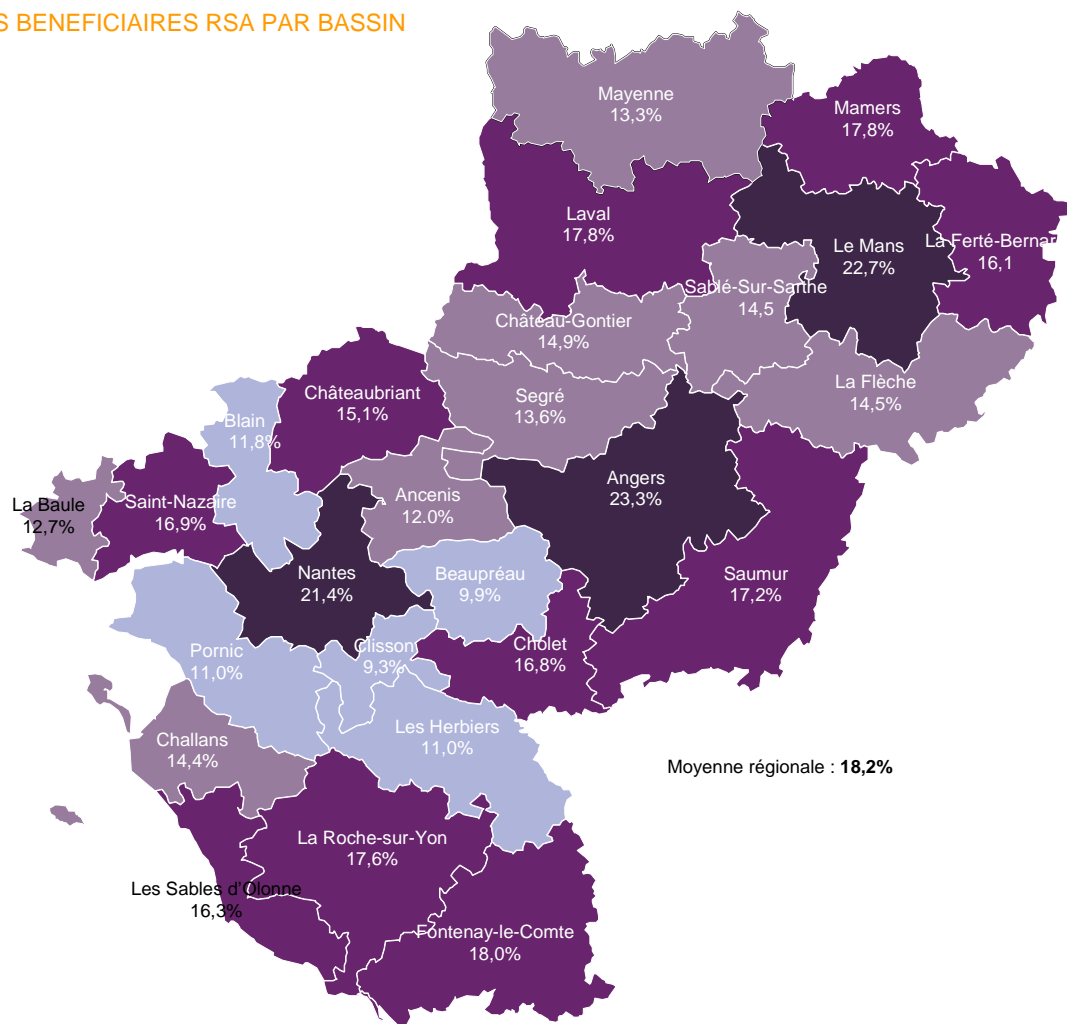 S BENEFICIAIRES RSA PAR BASSIN
Mayenne
13,3%
Mamers
17,8%
Laval
17,8%
Le Mans
22,7%
La Ferté-Bernar
16,1
Sablé-Sur-Sarthe
14,5
Château-Gontier
14,9%
La Flèche
14,5%
Châteaubriant
15,1%
Segré
13,6%
Blain
11,8%
Angers
23,3%
Ancenis
12.0%
La Baule
12,7%
Saint-Nazaire
16,9%
Nantes
21,4%
Beaupréau
9,9%
Saumur
17,2%
Clisson
9,3%
Cholet
16,8%
Pornic
11,0%
Les Herbiers
11,0%
Challans
14,4%
Moyenne régionale : 18,2%
La Roche-sur-Yon
17,6%
Les Sables d'Olonne
16,3%
Fontenay-le-Comte
18,0%